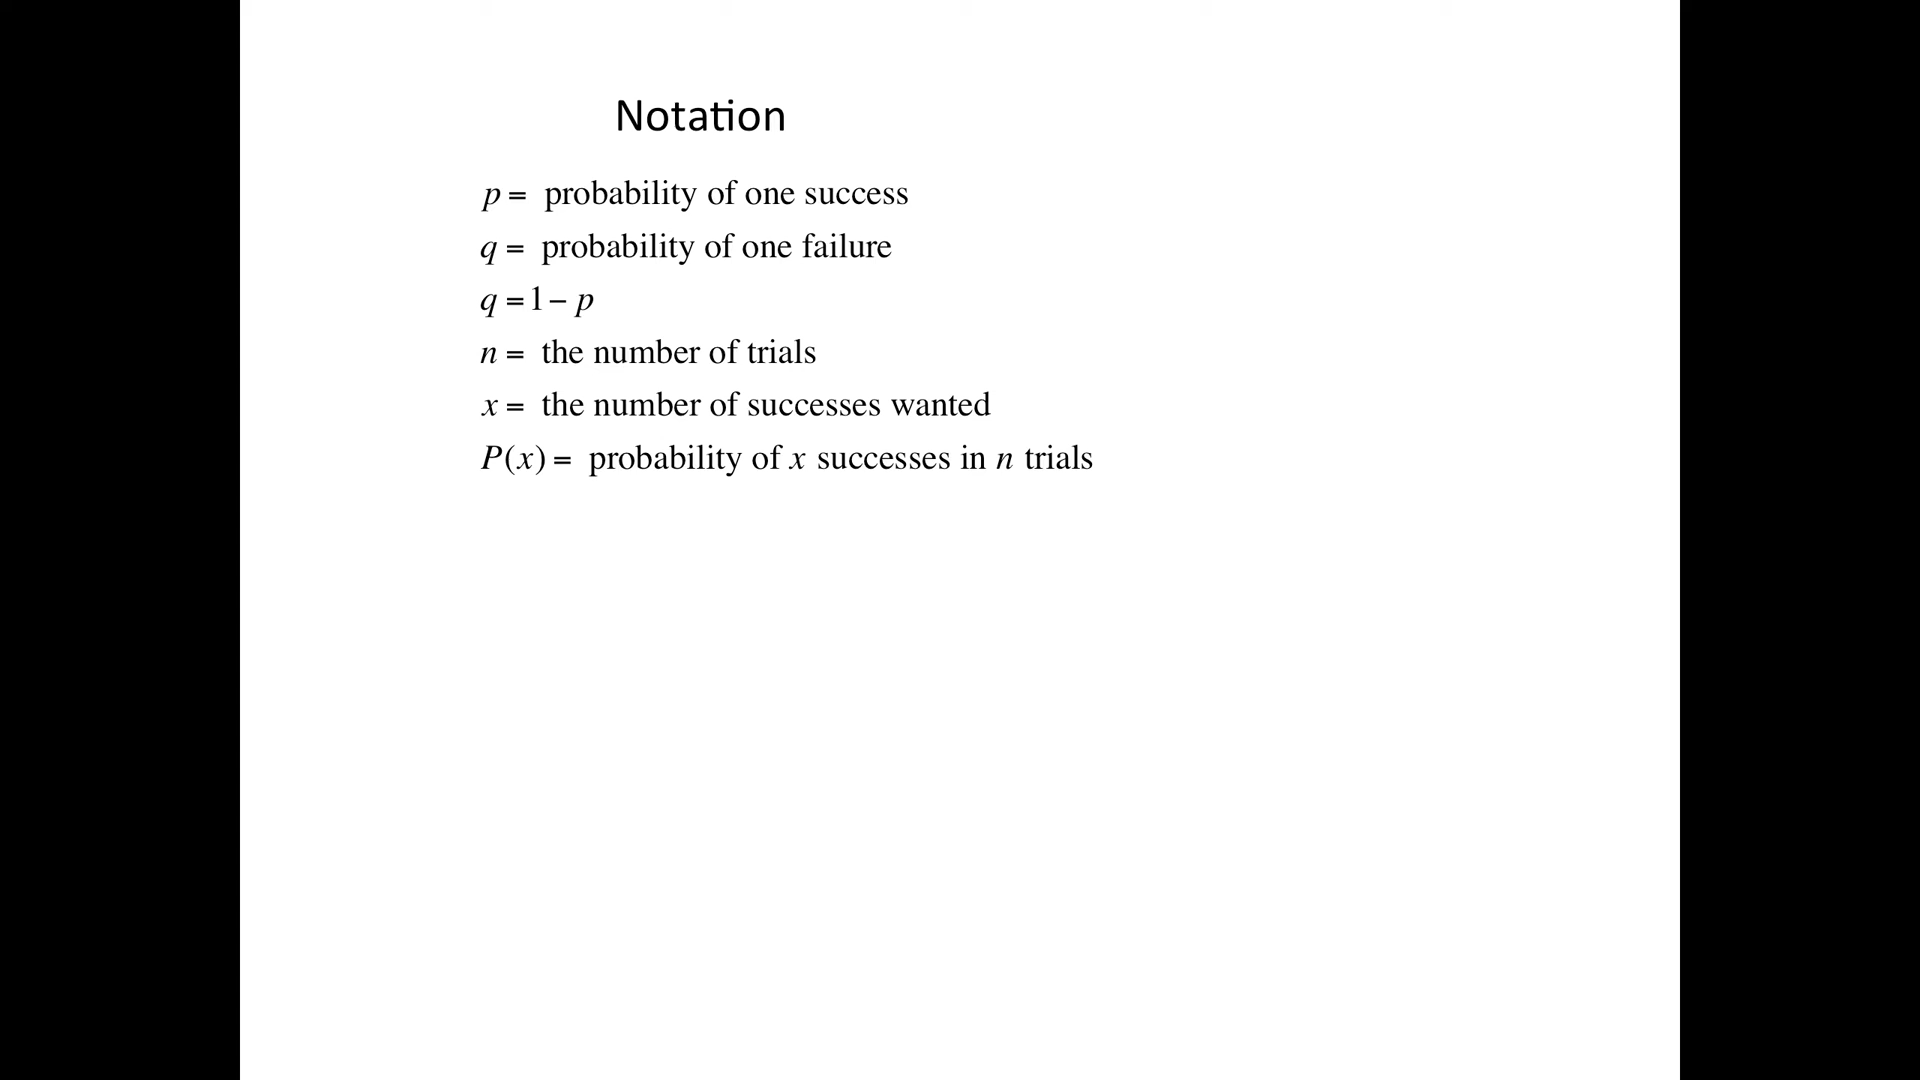 Notation
p = probability of one success
q = probability of one failure
q = 1 − p
n = the number of trials
x = the number of successes wanted
P(x) = probability of x successes in n trials